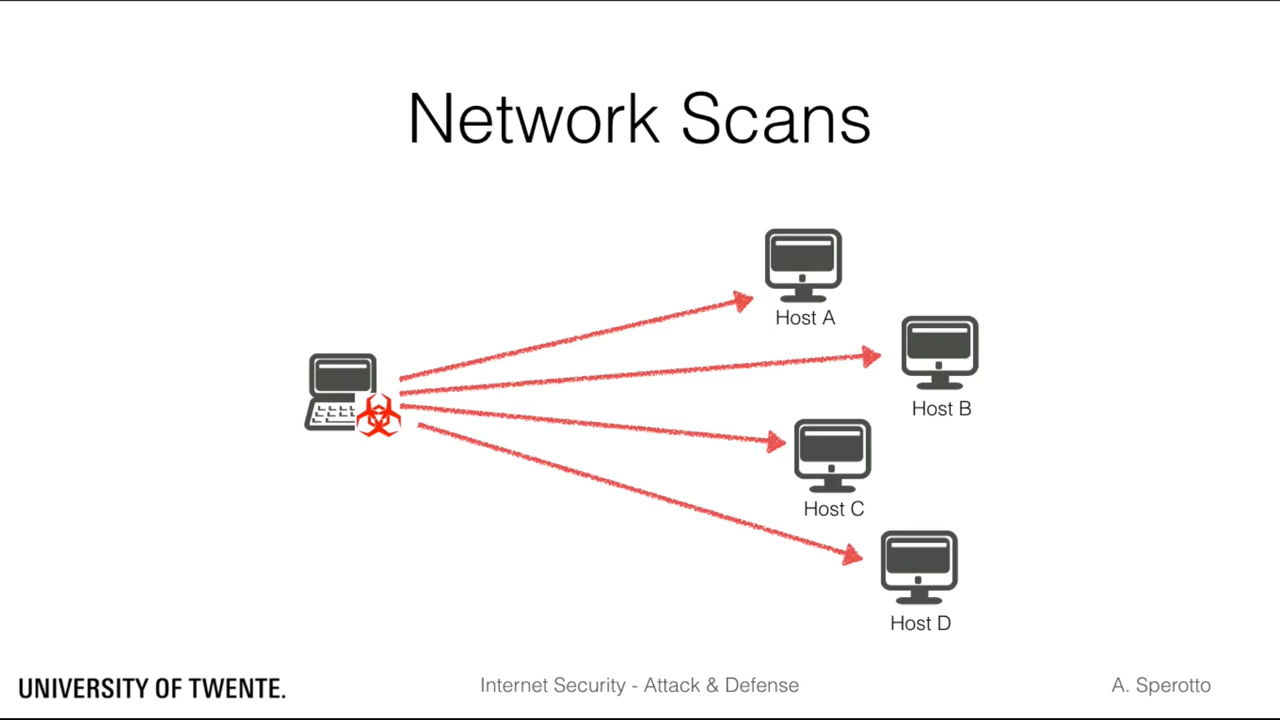 Network Scans
Host A
Host B
Host C
Host D
UNIVERSITY OF TWENTE.
Internet Security - Attack & Defense
A. Sperotto